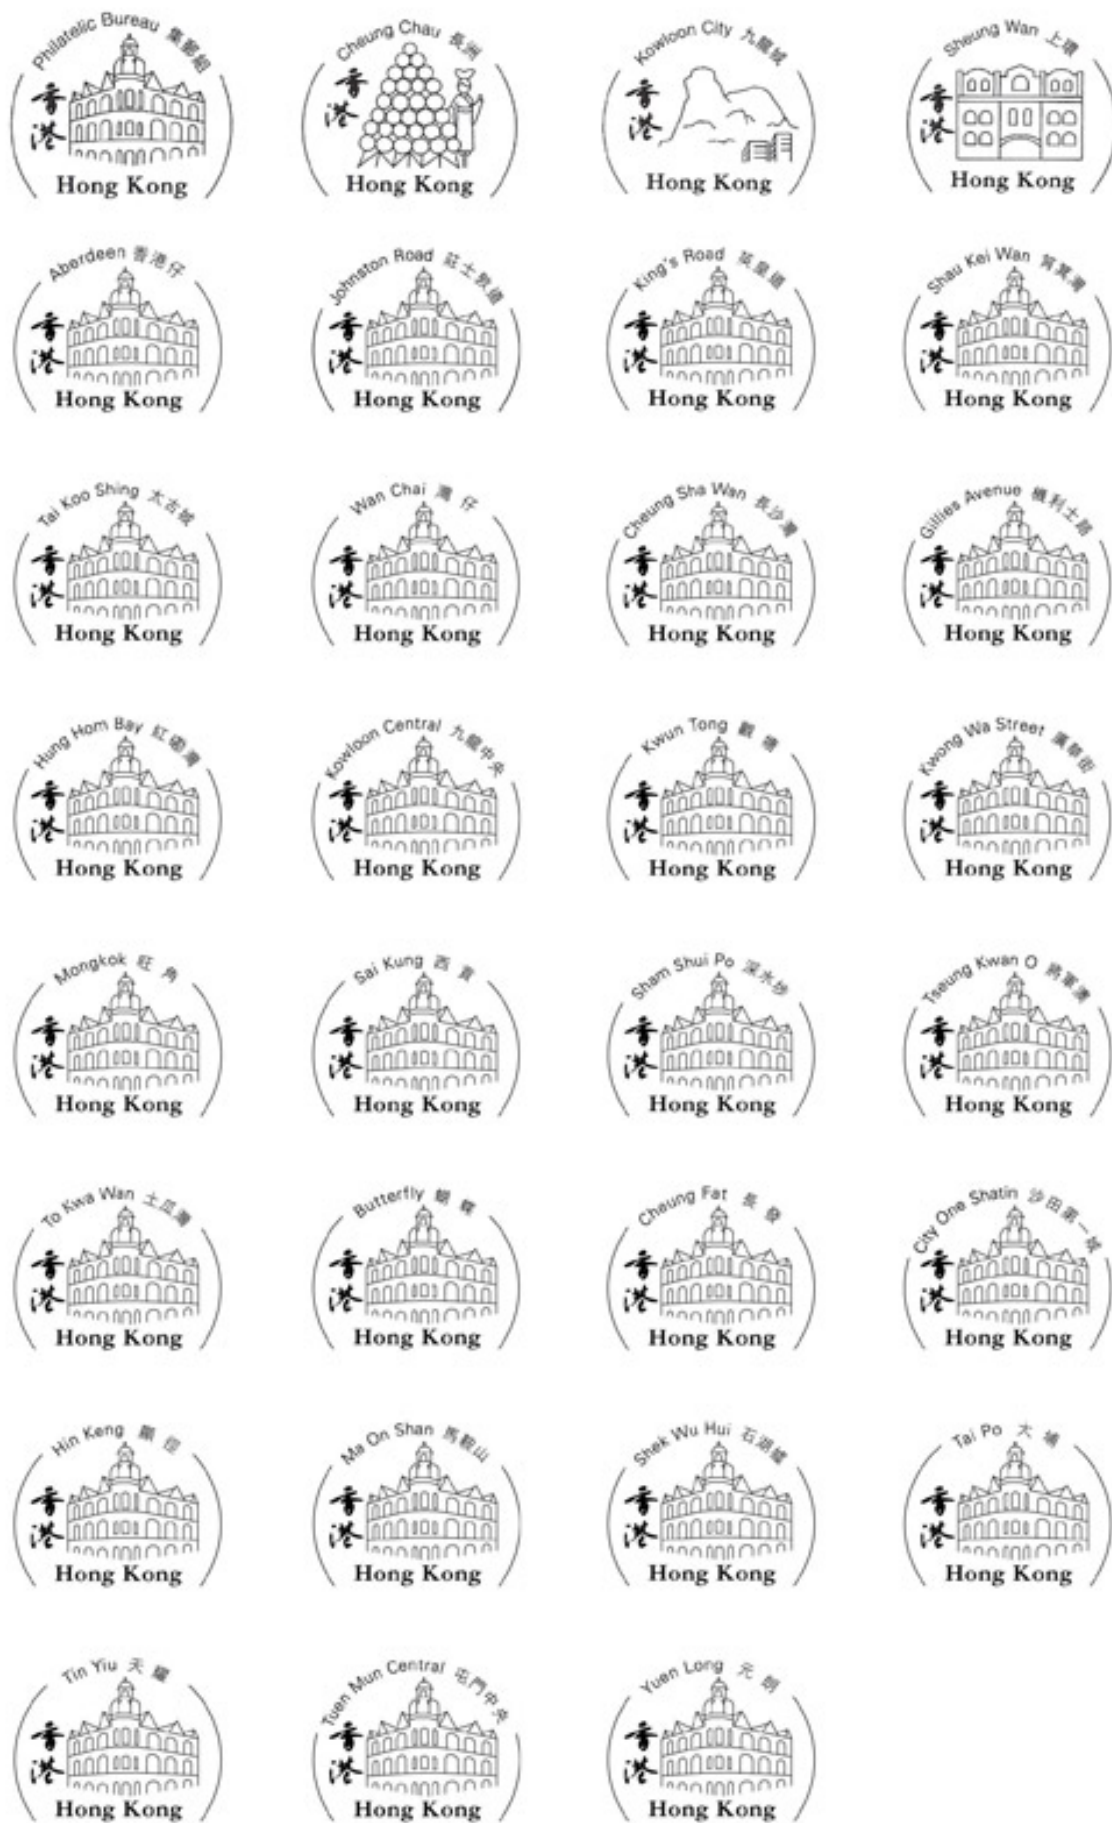 Philatelic Bureau 集郵組
香港
Hong Kong
Cheung Chau 長洲
香港
Hong Kong
Kowloon City 九龍城
香港
Hong Kong
Sheung Wan 上環
香港
Hong Kong
Aberdeen 香港仔
香港
Hong Kong
Johnston Road 莊士敦道
香港
Hong Kong
King's Road 英皇道
香港
Hong Kong
Shau Kei Wan 筲箕灣
香港
Hong Kong
Tai Koo Shing 太古城
香港
Hong Kong
Wan Chai 灣仔
香港
Hong Kong
Cheung Sha Wan 長沙灣
香港
Hong Kong
Gillies Avenue 機利士路
香港
Hong Kong
Hung Hom Bay 紅磡灣
香港
Hong Kong
Kowloon Central 九龍中央
香港
Hong Kong
Kwun Tong 觀塘
香港
Hong Kong
Kwong Wa Street 廣華街
香港
Hong Kong
Mongkok 旺角
香港
Hong Kong
Sai Kung 西貢
香港
Hong Kong
Sham Shui Po 深水埗
香港
Hong Kong
Tseung Kwan O 將軍澳
香港
Hong Kong
To Kwa Wan 土瓜灣
香港
Hong Kong
Butterfly 蝴蝶
香港
Hong Kong
Cheung Fat 長發
香港
Hong Kong
City One Shatin 沙田第一城
香港
Hong Kong
Hin Keng 顯徑
香港
Hong Kong
Ma On Shan 馬鞍山
香港
Hong Kong
Shek Wu Hui 石湖墟
香港
Hong Kong
Tai Po 大埔
香港
Hong Kong
Tin Yiu 天耀
香港
Hong Kong
Tuen Mun Central 屯門中央
香港
Hong Kong
Yuen Long 元朗
香港
Hong Kong